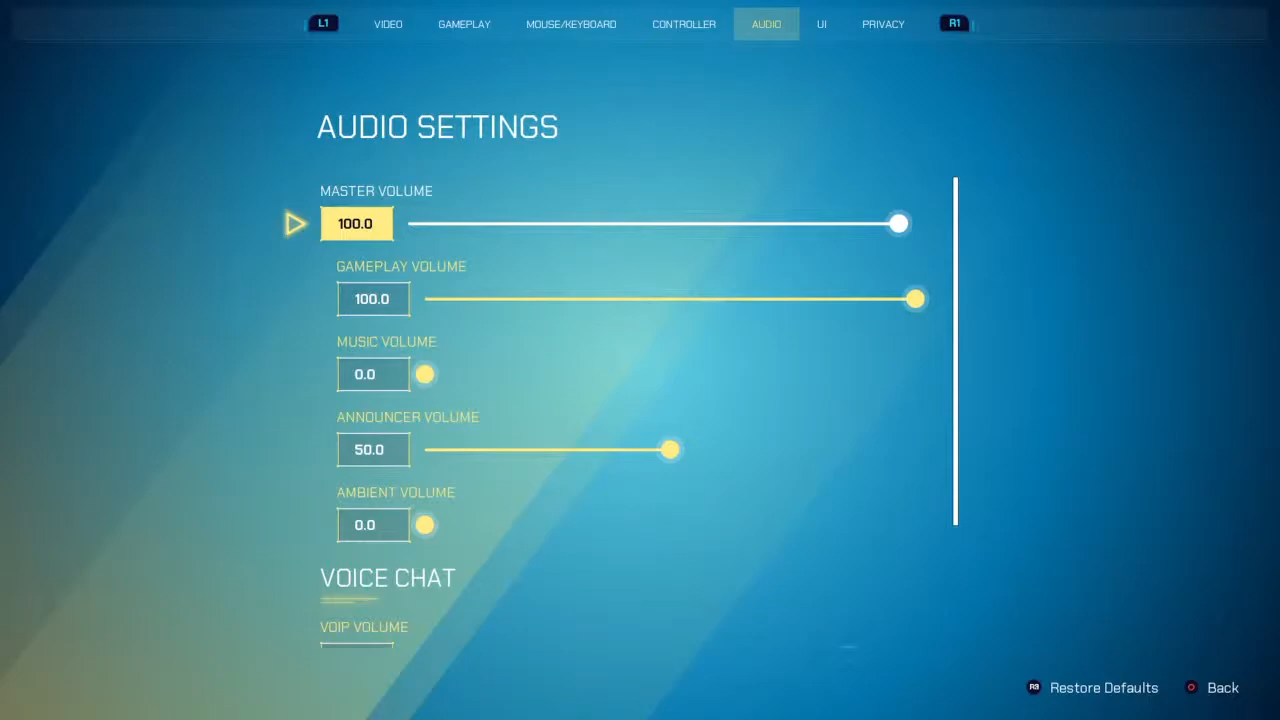 L1 VIDEO GAMEPLAY MOUSE/KEYBOARD CONTROLLER AUDIO UI PRIVACY R1
AUDIO SETTINGS
MASTER VOLUME
100.0
GAMEPLAY VOLUME
100.0
MUSIC VOLUME
0.0
ANNOUNCER VOLUME
50.0
AMBIENT VOLUME
0.0
VOICE CHAT
VOIP VOLUME
R3 Restore Defaults Back